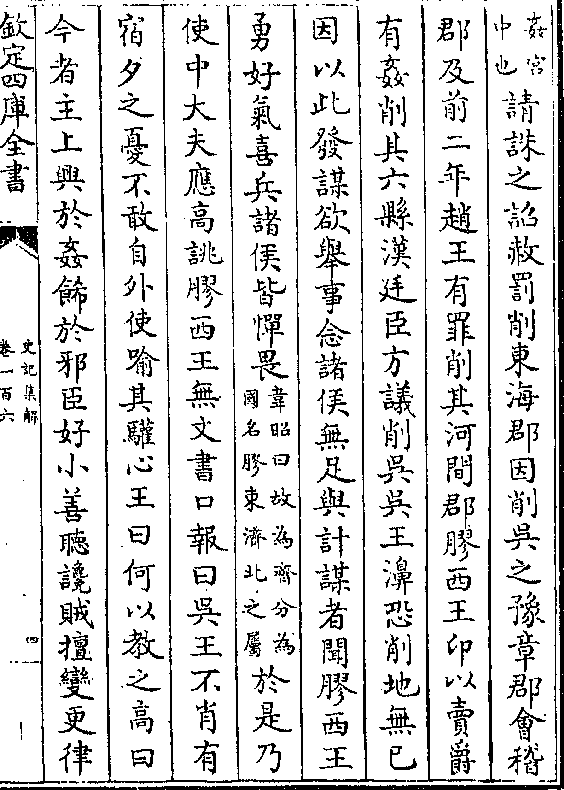 姦宮
中也
請誅之詔赦罰削東海郡因削吳之豫章郡會稽
郡及前二年趙王有罪削其河間郡膠西王卬以賣爵
有姦削其六縣漢廷臣方議削吳吳王濞恐削地無已
因以此發謀欲舉事念諸侯無足與計謀者聞膠西王
勇好氣喜兵諸侯皆憚畏
韋昭曰故為齊分為
國名膠東濟北之屬
於是乃
使中大夫應高誂膠西王無文書口報曰吳王不肖有
宿夕之憂不敢自外使喻其驩心王曰何以教之高曰
今者主上興於姦飾於邪臣好小善聽讒賊擅變更律
欽定四庫全書
史記集解
卷一百六
四